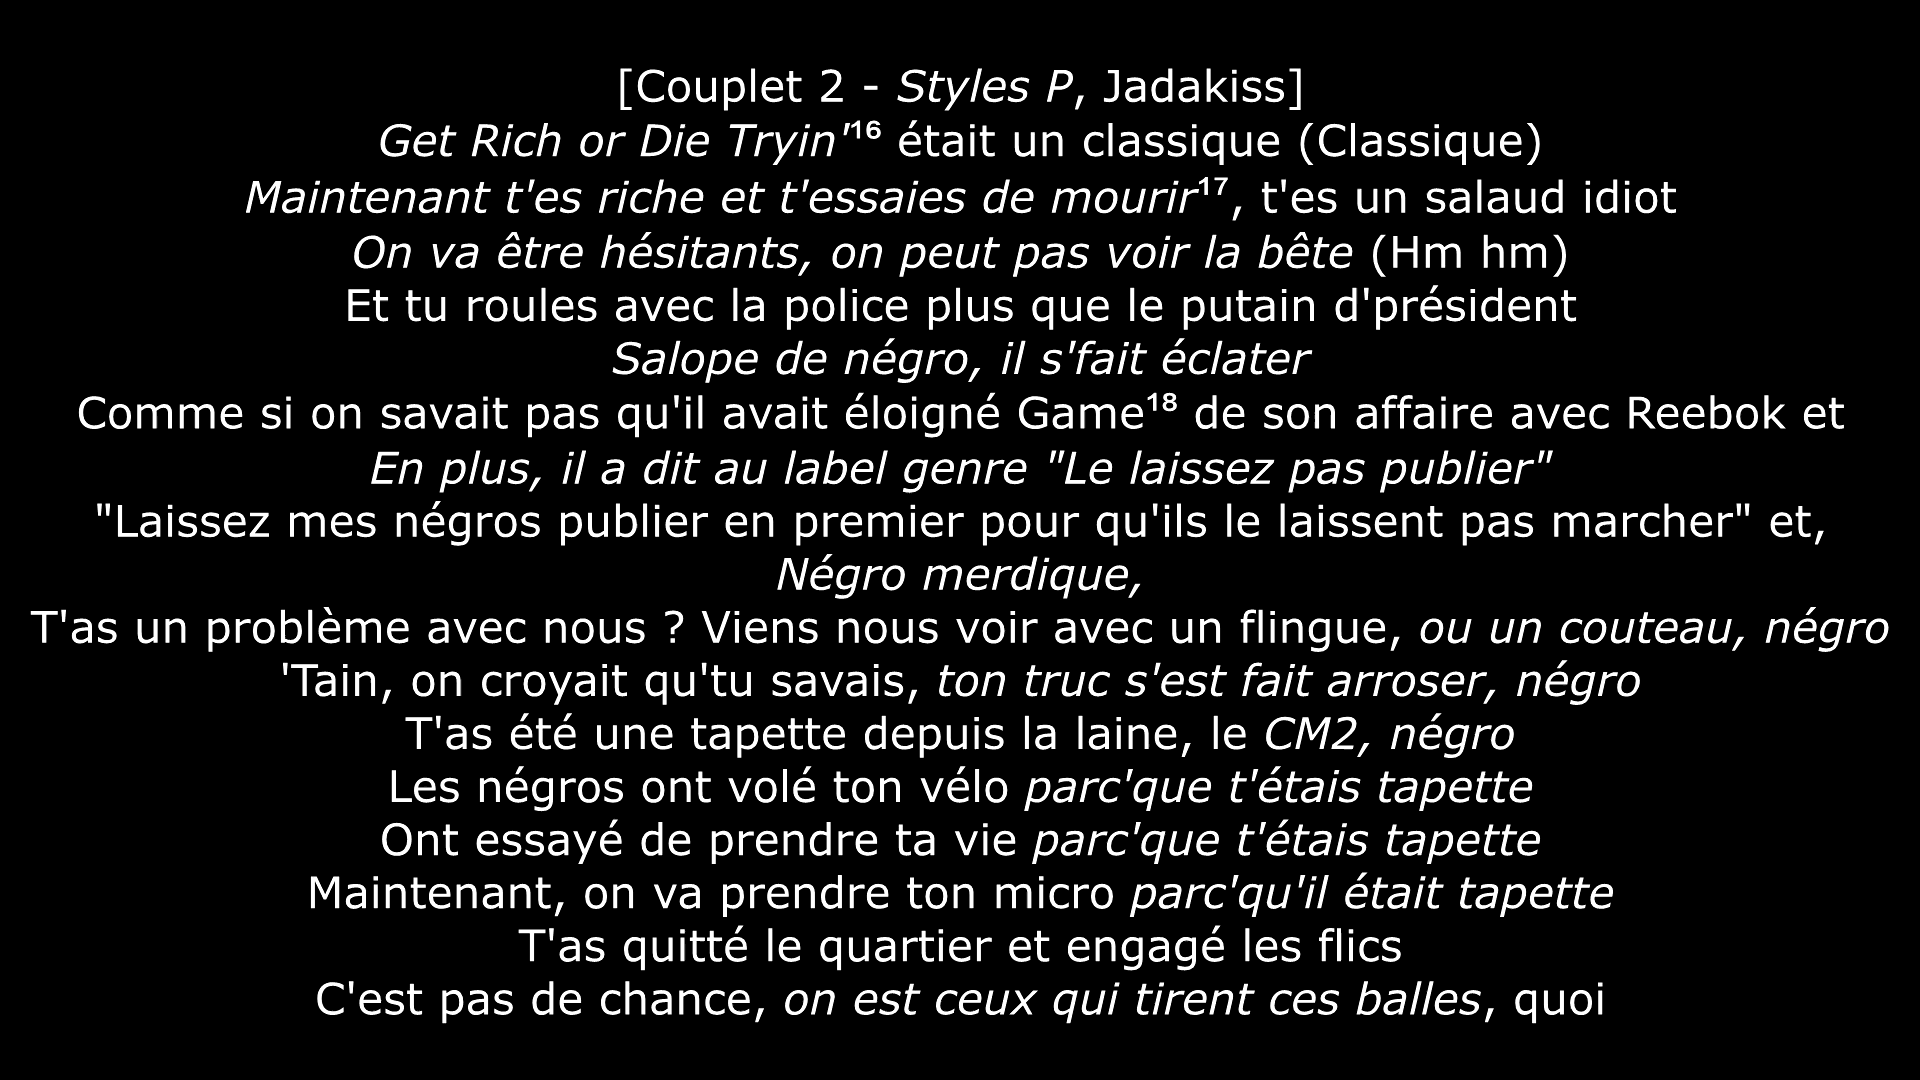 [Couplet 2 - Styles P, Jadakiss]
Get Rich or Die Tryin'¹⁶ était un classique (Classique)
Maintenant t'es riche et t'essaies de mourir¹⁷, t'es un salaud idiot
On va être hésitants, on peut pas voir la bête (Hm hm)
Et tu roules avec la police plus que le putain d'président
Salope de négro, il s'fait éclater
Comme si on savait pas qu'il avait éloigné Game¹⁸ de son affaire avec Reebok et
En plus, il a dit au label genre "Le laissez pas publier"
"Laissez mes négros publier en premier pour qu'ils le laissent pas marcher" et,
Négro merdique,
T'as un problème avec nous ? Viens nous voir avec un flingue, ou un couteau, négro
'Tain, on croyait qu'tu savais, ton truc s'est fait arroser, négro
T'as été une tapette depuis la laine, le CM2, négro
Les négros ont volé ton vélo parc'que t'étais tapette
Ont essayé de prendre ta vie parc'que t'étais tapette
Maintenant, on va prendre ton micro parc'qu'il était tapette
T'as quitté le quartier et engagé les flics
C'est pas de chance, on est ceux qui tirent ces balles, quoi